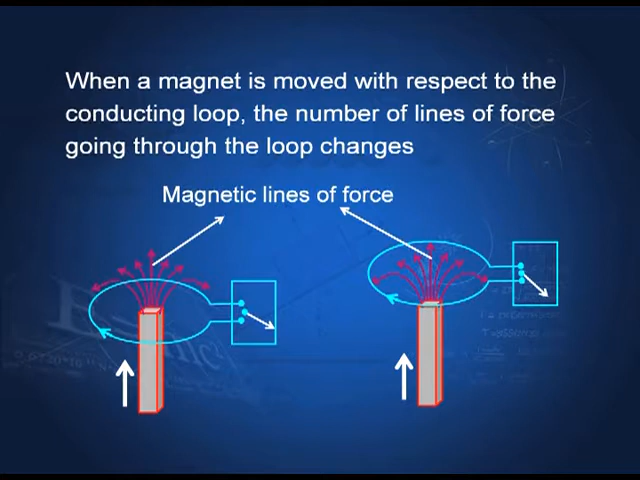 When a magnet is moved with respect to the
conducting loop, the number of lines of force
going through the loop changes
Magnetic lines of force